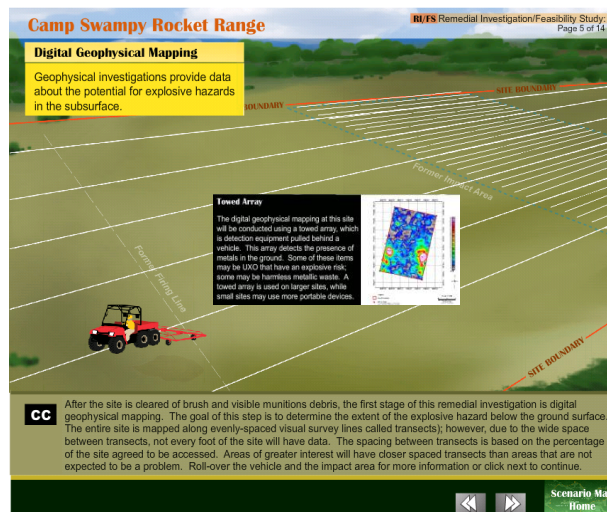 Camp Swampy Rocket Range
RI/FS Remedial Investigation/Feasibility Study:
Page 5 of 14
Digital Geophysical Mapping
Geophysical investigations provide data
about the potential for explosive hazards
in the subsurface.
BOUNDARY
SITE BOUNDARY
Former Impact Area
Towed Array
The digital geophysical mapping at this site
will be conducted using a towed array, which
is detection equipment pulled behind a
vehicle. This array detects the presence of
metals in the ground. Some of these items
may be UXO that have an explosive risk;
some may be harmless metallic waste. A
towed array is used on larger sites, while
small sites may use more portable devices.
Former Firing Line
SITE BOUNDARY
CC
After the site is cleared of brush and visible munitions debris, the first stage of this remedial investigation is digital
geophysical mapping. The goal of this step is to determine the extent of the explosive hazard below the ground surface.
The entire site is mapped along evenly-spaced visual survey lines called transects); however, due to the wide space
between transects, not every foot of the site will have data. The spacing between transects is based on the percentage
of the site agreed to be accessed. Areas of greater interest will have closer spaced transects than areas that are not
expected to be a problem. Roll-over the vehicle and the impact area for more information or click next to continue.
Scenario Ma
Home